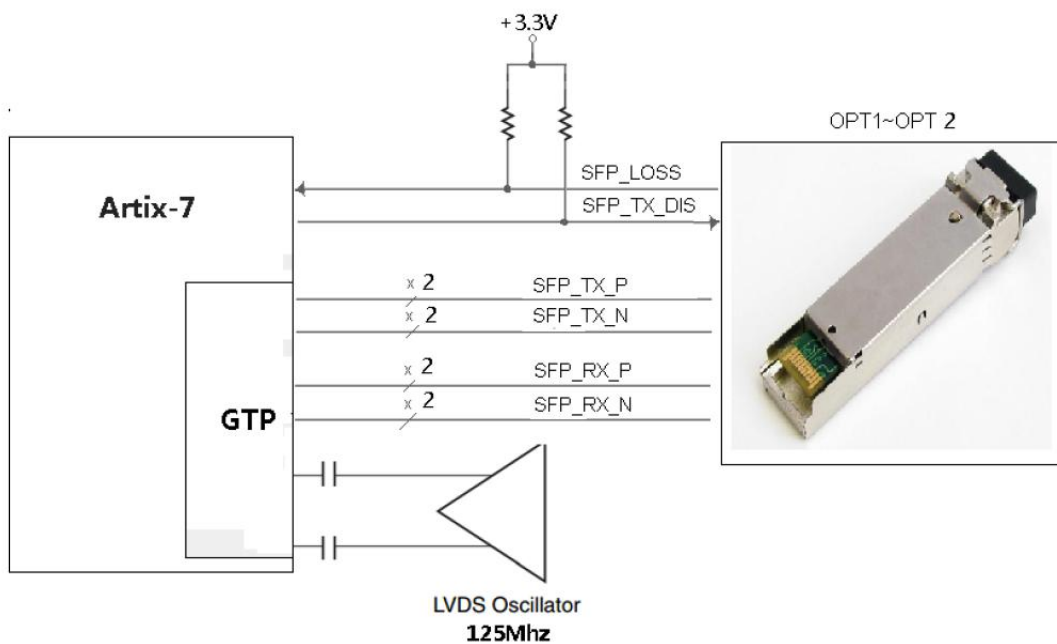 +3.3V
OPT1~OPT 2
SFP_LOSS
Artix-7
SFP_TX_DIS
x 2 SFP_TX_P
x 2 SFP_TX_N
x 2 SFP_RX_P
x 2 SFP_RX_N
GTP
LVDS Oscillator
125Mhz